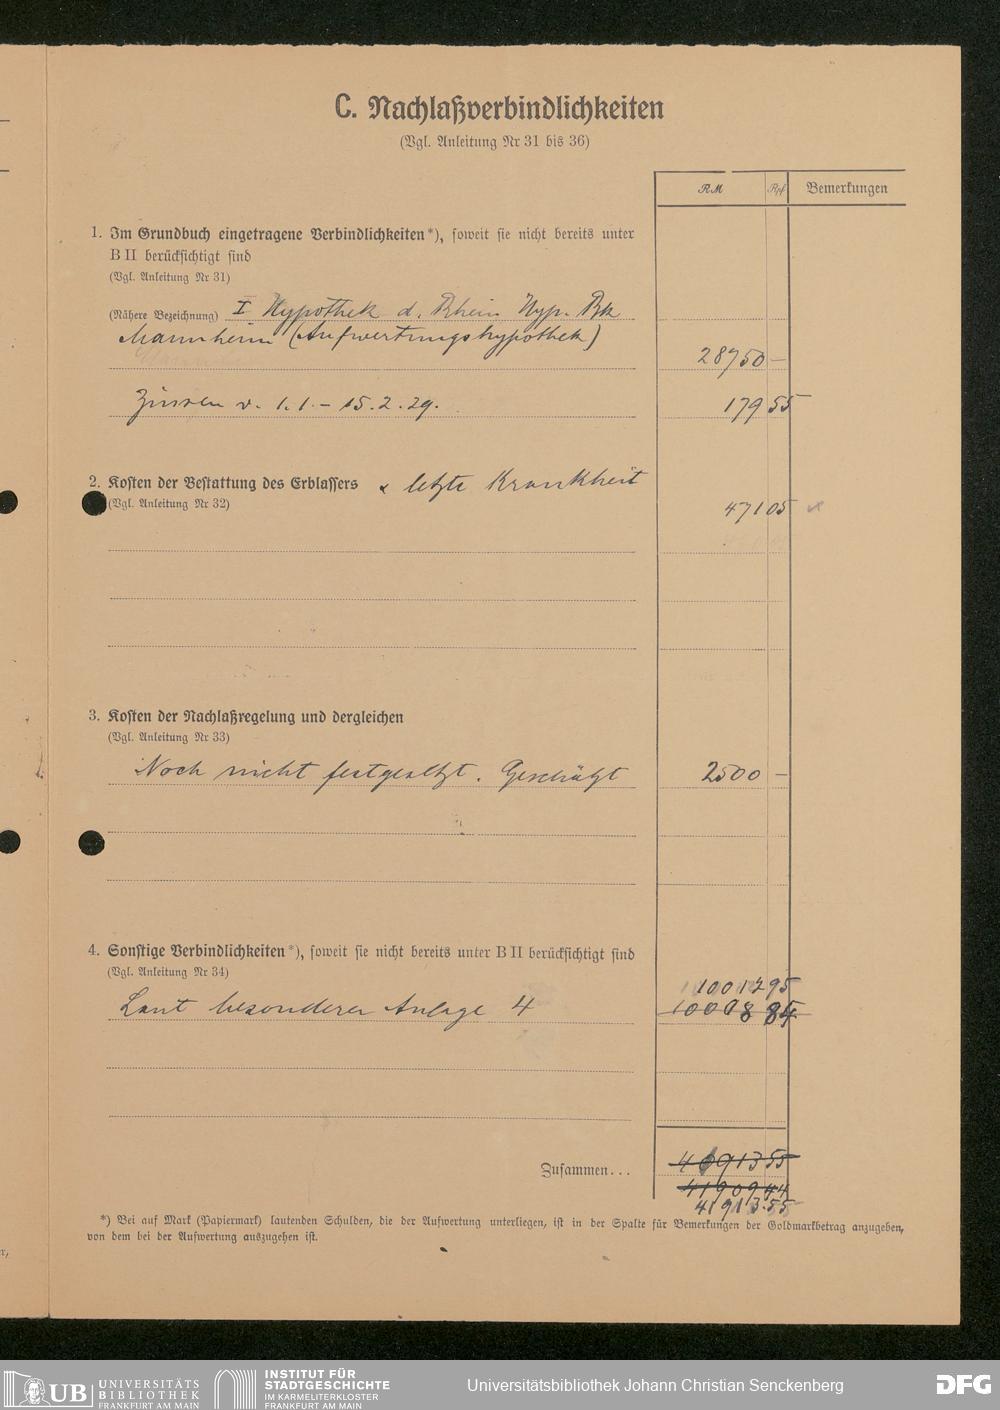 C. Nachlaßverbindlichkeiten
(Vgl. Anleitung Nr 31 bis 36)
RM Rpf Bemerkungen
1. Im Grundbuch eingetragene Verbindlichkeiten*), soweit sie nicht bereits unter
B II berücksichtigt sind
(Vgl. Anleitung Nr 31)
(Nähere Bezeichnung) I Hypothek d. Rhein. Hyp. Bk
Mannheim (Aufwertungshypothek)
28750 —
Zinsen v. 1.1. – 15.2.29.
179 55
2. Kosten der Bestattung des Erblassers & letzte Krankheit
(Vgl. Anleitung Nr 32)
471 05
3. Kosten der Nachlaßregelung und dergleichen
(Vgl. Anleitung Nr 33)
Noch nicht festgesetzt. Geschätzt 2500 —
4. Sonstige Verbindlichkeiten*), soweit sie nicht bereits unter B II berücksichtigt sind
(Vgl. Anleitung Nr 34)
10012 95
Laut besonderer Anlage 4 10008 84
Zusammen... 41913 55
41909 44
41913.55
*) Bei auf Mark (Papiermark) lautenden Schulden, die der Aufwertung unterliegen, ist in der Spalte für Bemerkungen der Goldmarkbetrag anzugeben,
von dem bei der Aufwertung auszugehen ist.
UB UNIVERSITÄTS
BIBLIOTHEK
FRANKFURT AM MAIN
INSTITUT FÜR
STADTGESCHICHTE
IM KARMELITERKLOSTER
FRANKFURT AM MAIN
Universitätsbibliothek Johann Christian Senckenberg
DFG